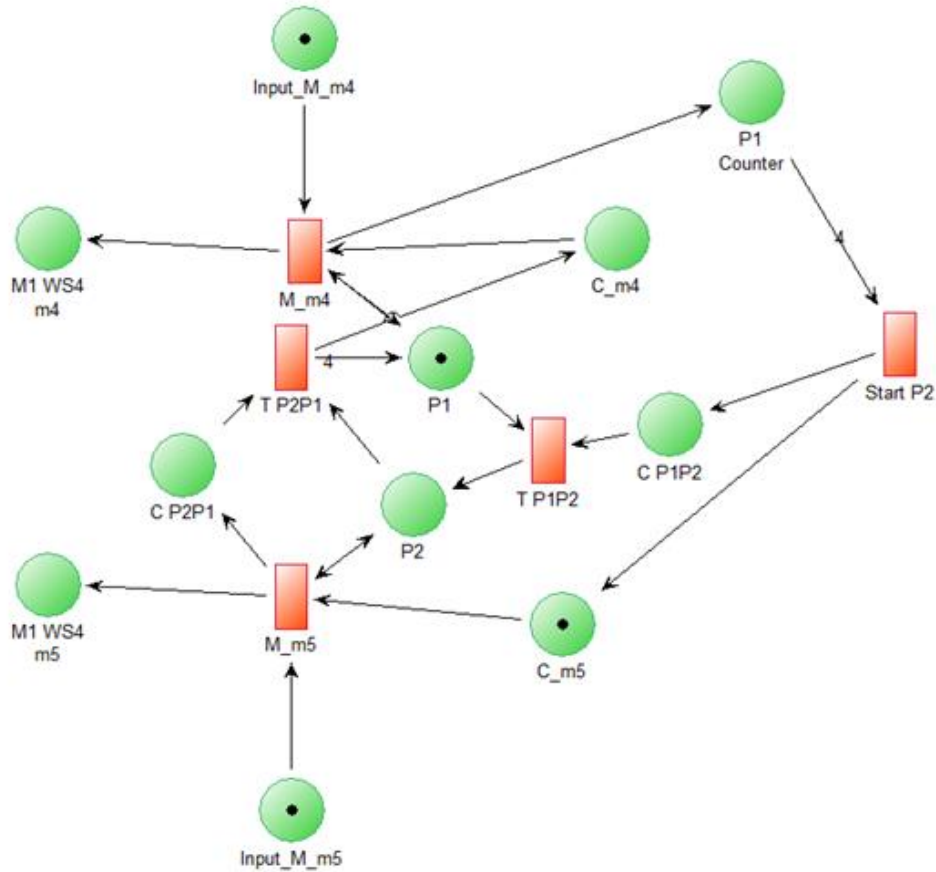 Input_M_m4
P1
Counter
M1 WS4
m4
M_m4
C_m4
4
4
T P2P1
P1
Start P2
C P1P2
T P1P2
C P2P1
P2
M1 WS4
m5
M_m5
C_m5
Input_M_m5